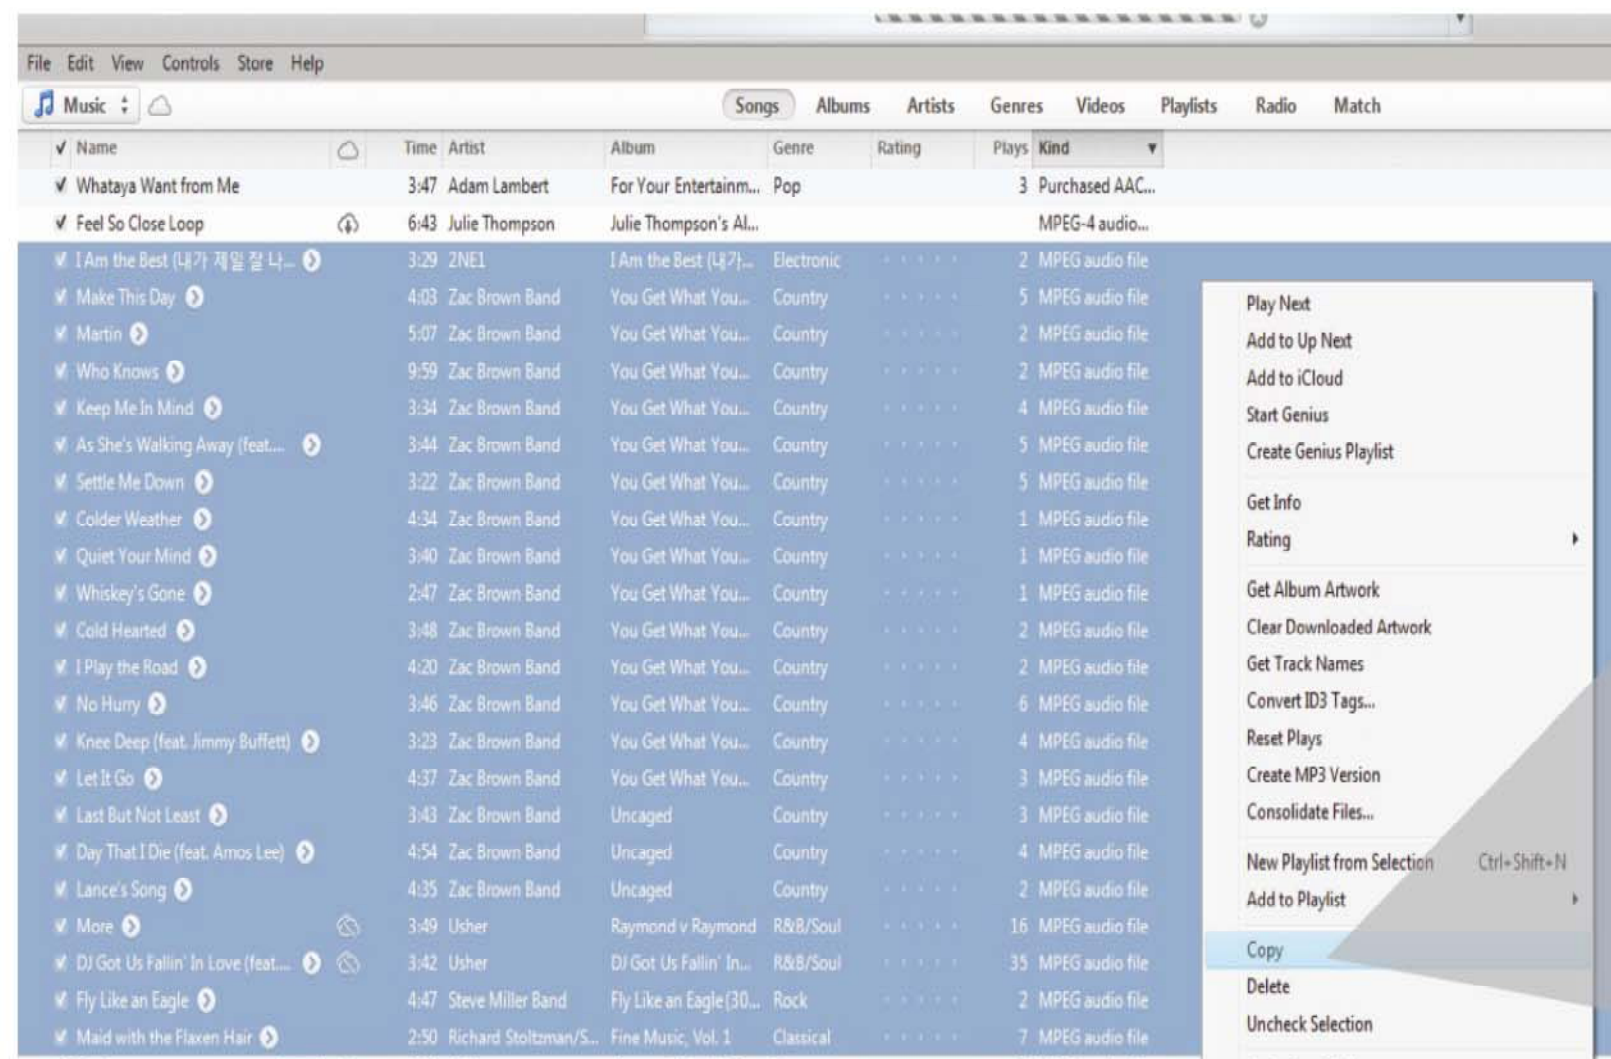 File Edit View Controls Store Help
Music Songs Albums Artists Genres Videos Playlists Radio Match
Name Time Artist Album Genre Rating Plays Kind
Whataya Want from Me 3:47 Adam Lambert For Your Entertainm... Pop 3 Purchased AAC...
Feel So Close Loop 6:43 Julie Thompson Julie Thompson's Al... MPEG-4 audio...
I Am the Best (내가 제일 잘 나... 3:29 2NE1 I Am the Best (내가... Electronic 2 MPEG audio file
Make This Day 4:03 Zac Brown Band You Get What You... Country 5 MPEG audio file
Martin 5:07 Zac Brown Band You Get What You... Country 2 MPEG audio file
Who Knows 9:59 Zac Brown Band You Get What You... Country 2 MPEG audio file
Keep Me In Mind 3:34 Zac Brown Band You Get What You... Country 4 MPEG audio file
As She's Walking Away (feat.... 3:44 Zac Brown Band You Get What You... Country 5 MPEG audio file
Settle Me Down 3:22 Zac Brown Band You Get What You... Country 5 MPEG audio file
Colder Weather 4:34 Zac Brown Band You Get What You... Country 1 MPEG audio file
Quiet Your Mind 3:40 Zac Brown Band You Get What You... Country 1 MPEG audio file
Whiskey's Gone 2:47 Zac Brown Band You Get What You... Country 1 MPEG audio file
Cold Hearted 3:48 Zac Brown Band You Get What You... Country 2 MPEG audio file
I Play the Road 4:20 Zac Brown Band You Get What You... Country 2 MPEG audio file
No Hurry 3:46 Zac Brown Band You Get What You... Country 6 MPEG audio file
Knee Deep (feat. Jimmy Buffett) 3:23 Zac Brown Band You Get What You... Country 4 MPEG audio file
Let It Go 4:37 Zac Brown Band You Get What You... Country 3 MPEG audio file
Last But Not Least 3:43 Zac Brown Band Uncaged Country 3 MPEG audio file
Day That I Die (feat. Amos Lee) 4:54 Zac Brown Band Uncaged Country 4 MPEG audio file
Lance's Song 4:35 Zac Brown Band Uncaged Country 2 MPEG audio file
More 3:49 Usher Raymond v Raymond R&B/Soul 16 MPEG audio file
DJ Got Us Fallin' In Love (feat.... 3:42 Usher DJ Got Us Fallin' In... R&B/Soul 35 MPEG audio file
Fly Like an Eagle 4:47 Steve Miller Band Fly Like an Eagle (30... Rock 2 MPEG audio file
Maid with the Flaxen Hair 2:50 Richard Stoltzman/S... Fine Music, Vol. 1 Classical 7 MPEG audio file
Play Next
Add to Up Next
Add to iCloud
Start Genius
Create Genius Playlist
Get Info
Rating
Get Album Artwork
Clear Downloaded Artwork
Get Track Names
Convert ID3 Tags...
Reset Plays
Create MP3 Version
Consolidate Files...
New Playlist from Selection Ctrl+Shift+N
Add to Playlist
Copy
Delete
Uncheck Selection